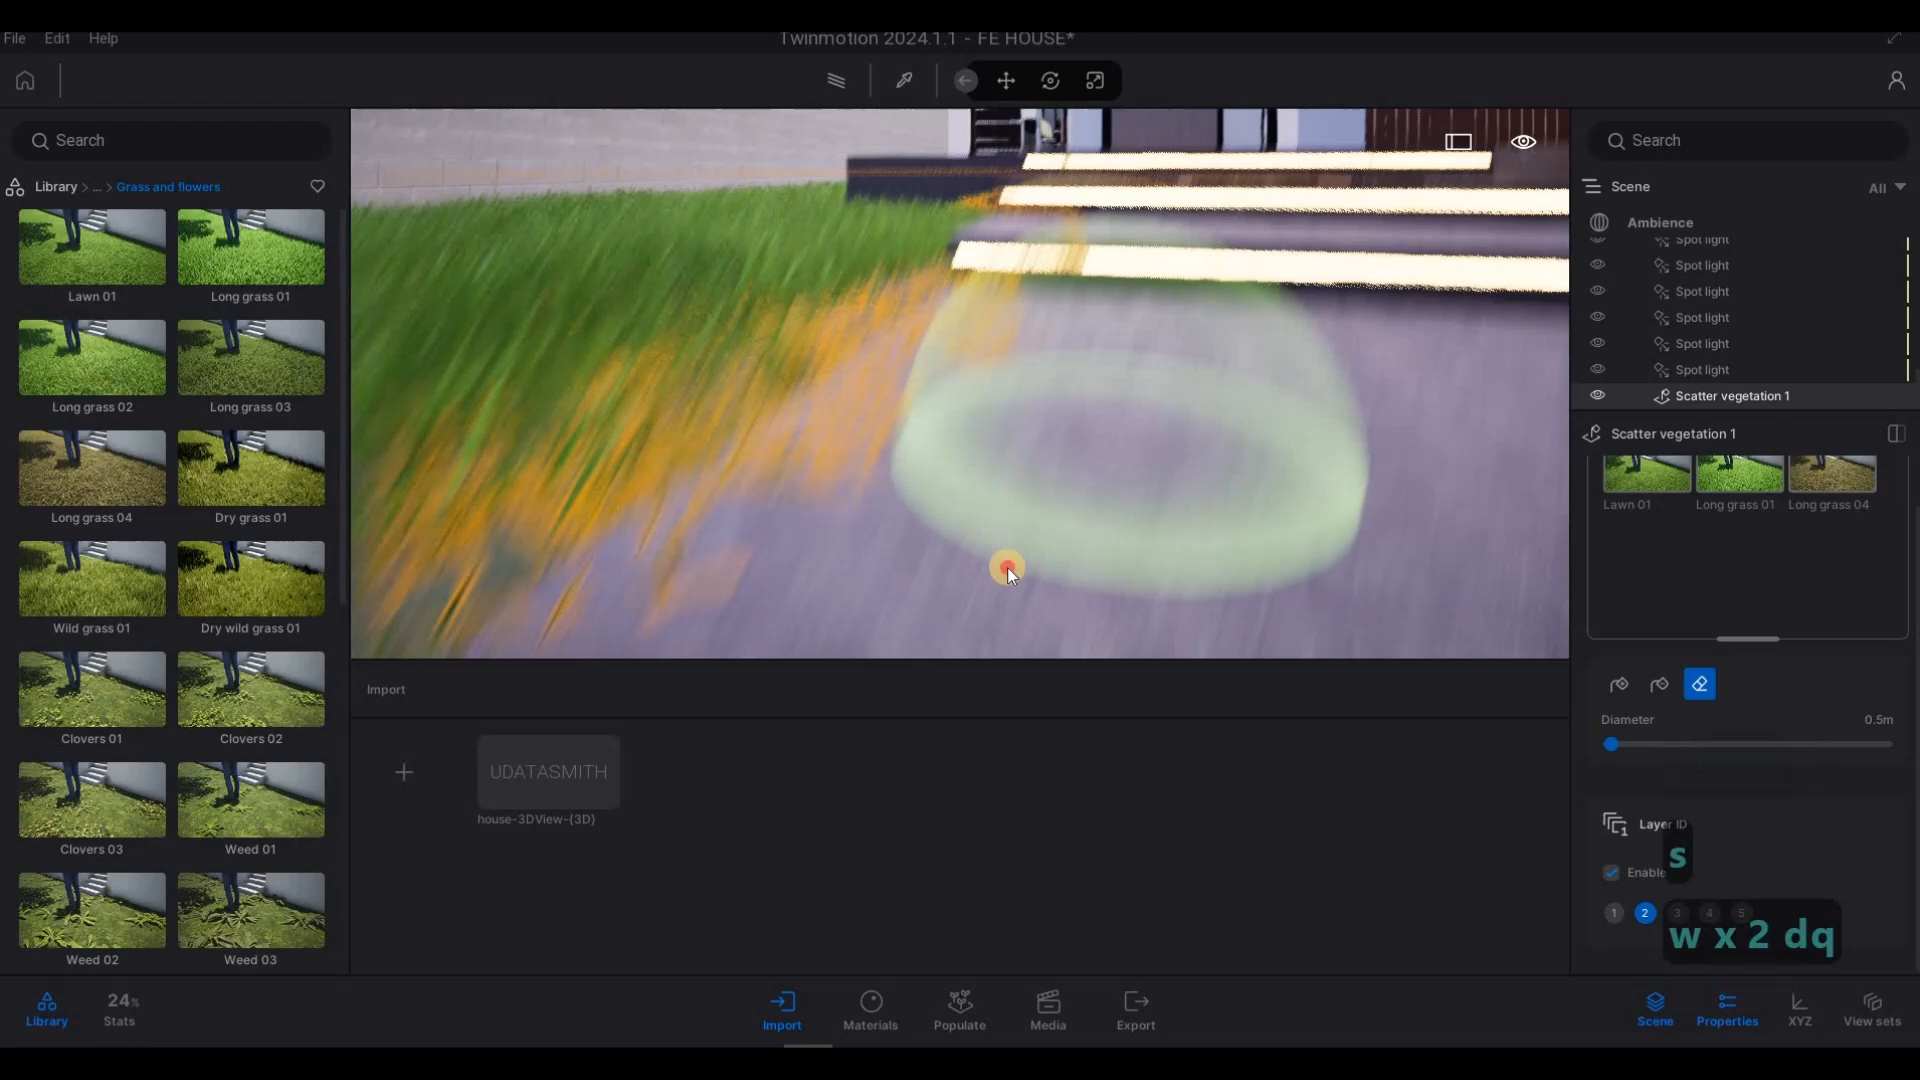 File Edit Help
Twinmotion 2024.1.1 - FE HOUSE*
Search
Library > ... > Grass and flowers
Lawn 01
Long grass 01
Long grass 02
Long grass 03
Long grass 04
Dry grass 01
Wild grass 01
Dry wild grass 01
Clovers 01
Clovers 02
Clovers 03
Weed 01
Weed 02
Weed 03
Library
24%
Stats
Import
+
UDATASMITH
house-3DView-{3D}
Import
Materials
Populate
Media
Export
Search
Scene
All
Ambience
Spot light
Spot light
Spot light
Spot light
Spot light
Spot light
Scatter vegetation 1
Scatter vegetation 1
Lawn 01
Long grass 01
Long grass 04
Diameter
0.5m
Layer ID
s
Enable
1 2 3 4 5
w x 2 dq
Scene
Properties
XYZ
View sets